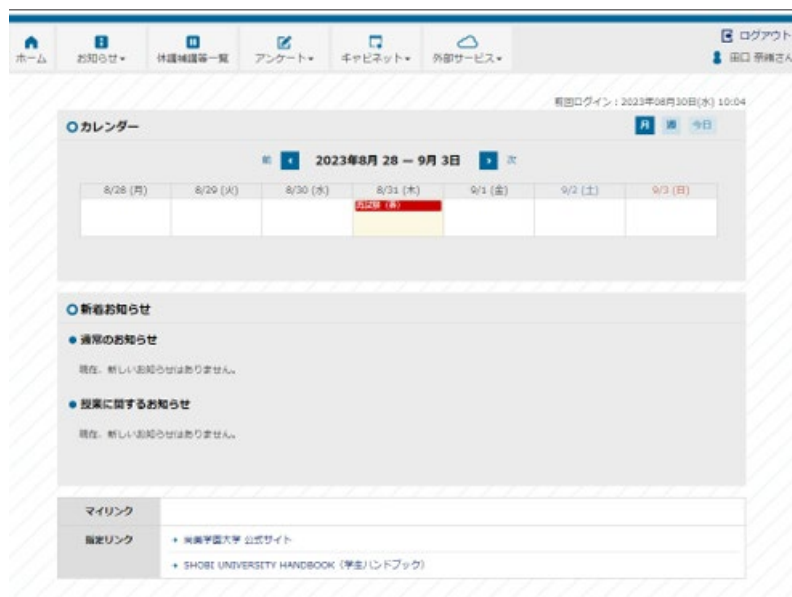 ログアウト
ホーム
お知らせ▾
休講補講等一覧
アンケート▾
キャビネット▾
外部サービス▾
田口
前回ログイン：2023年08月30日(水) 10:04
カレンダー
月 週 今日
前 2023年8月 28 — 9月 3日 次
8/28 (月) 8/29 (火) 8/30 (水) 8/31 (木) 9/1 (金) 9/2 (土) 9/3 (日)
再試験（春）
新着お知らせ
通常のお知らせ
現在、新しいお知らせはありません。
授業に関するお知らせ
現在、新しいお知らせはありません。
マイリンク
指定リンク
尚美学園大学 公式サイト
SHOBI UNIVERSITY HANDBOOK（学生ハンドブック）